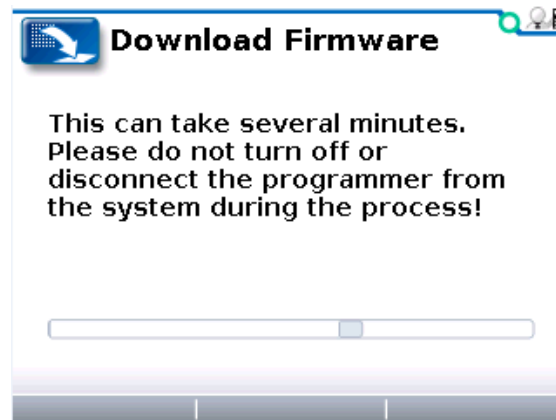 Download Firmware
This can take several minutes.
Please do not turn off or
disconnect the programmer from
the system during the process!